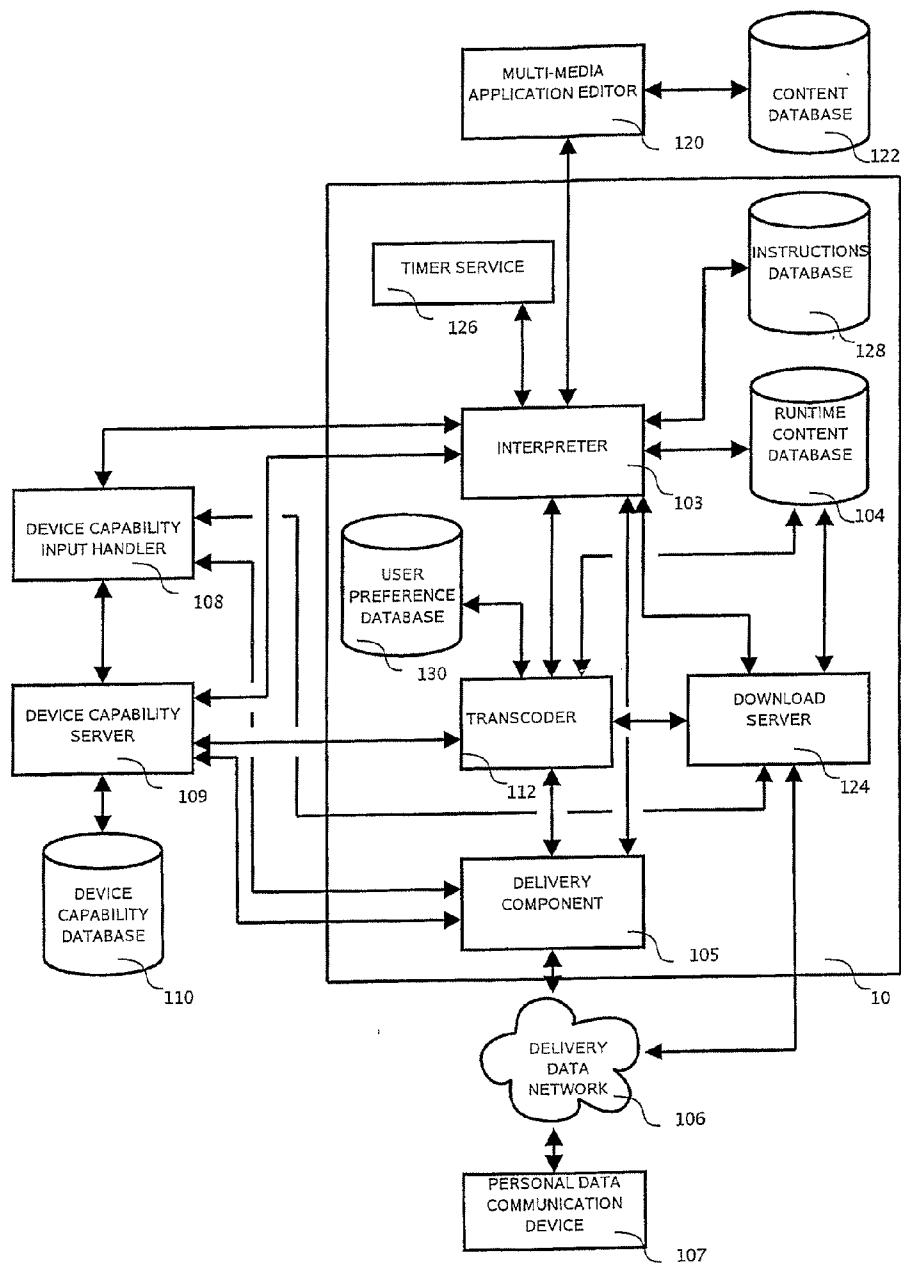 MULTI-MEDIA
APPLICATION EDITOR
120
CONTENT
DATABASE
122
TIMER SERVICE
126
INSTRUCTIONS
DATABASE
128
RUNTIME
CONTENT
DATABASE
104
INTERPRETER
103
DEVICE CAPABILITY
INPUT HANDLER
108
USER
PREFERENCE
DATABASE
130
DEVICE CAPABILITY
SERVER
109
TRANSCODER
112
DOWNLOAD
SERVER
124
DEVICE
CAPABILITY
DATABASE
110
DELIVERY
COMPONENT
105
10
DELIVERY
DATA
NETWORK
106
PERSONAL DATA
COMMUNICATION
DEVICE
107